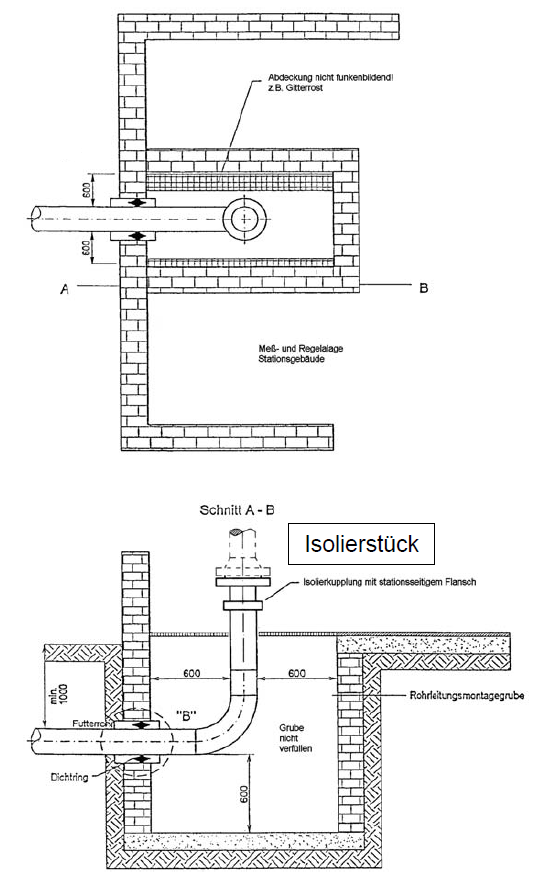 Abdeckung nicht funkenbildend!
z.B. Gitterrost
600
600
A
B
Meß- und Regelalage
Stationsgebäude
Schnitt A - B
Isolierstück
Isolierkupplung mit stationsseitigem Flansch
min.
1000
600
600
"B"
Rohrleitungsmontagegrube
Futterrohr
Grube
nicht
verfüllen
Dichtring
600